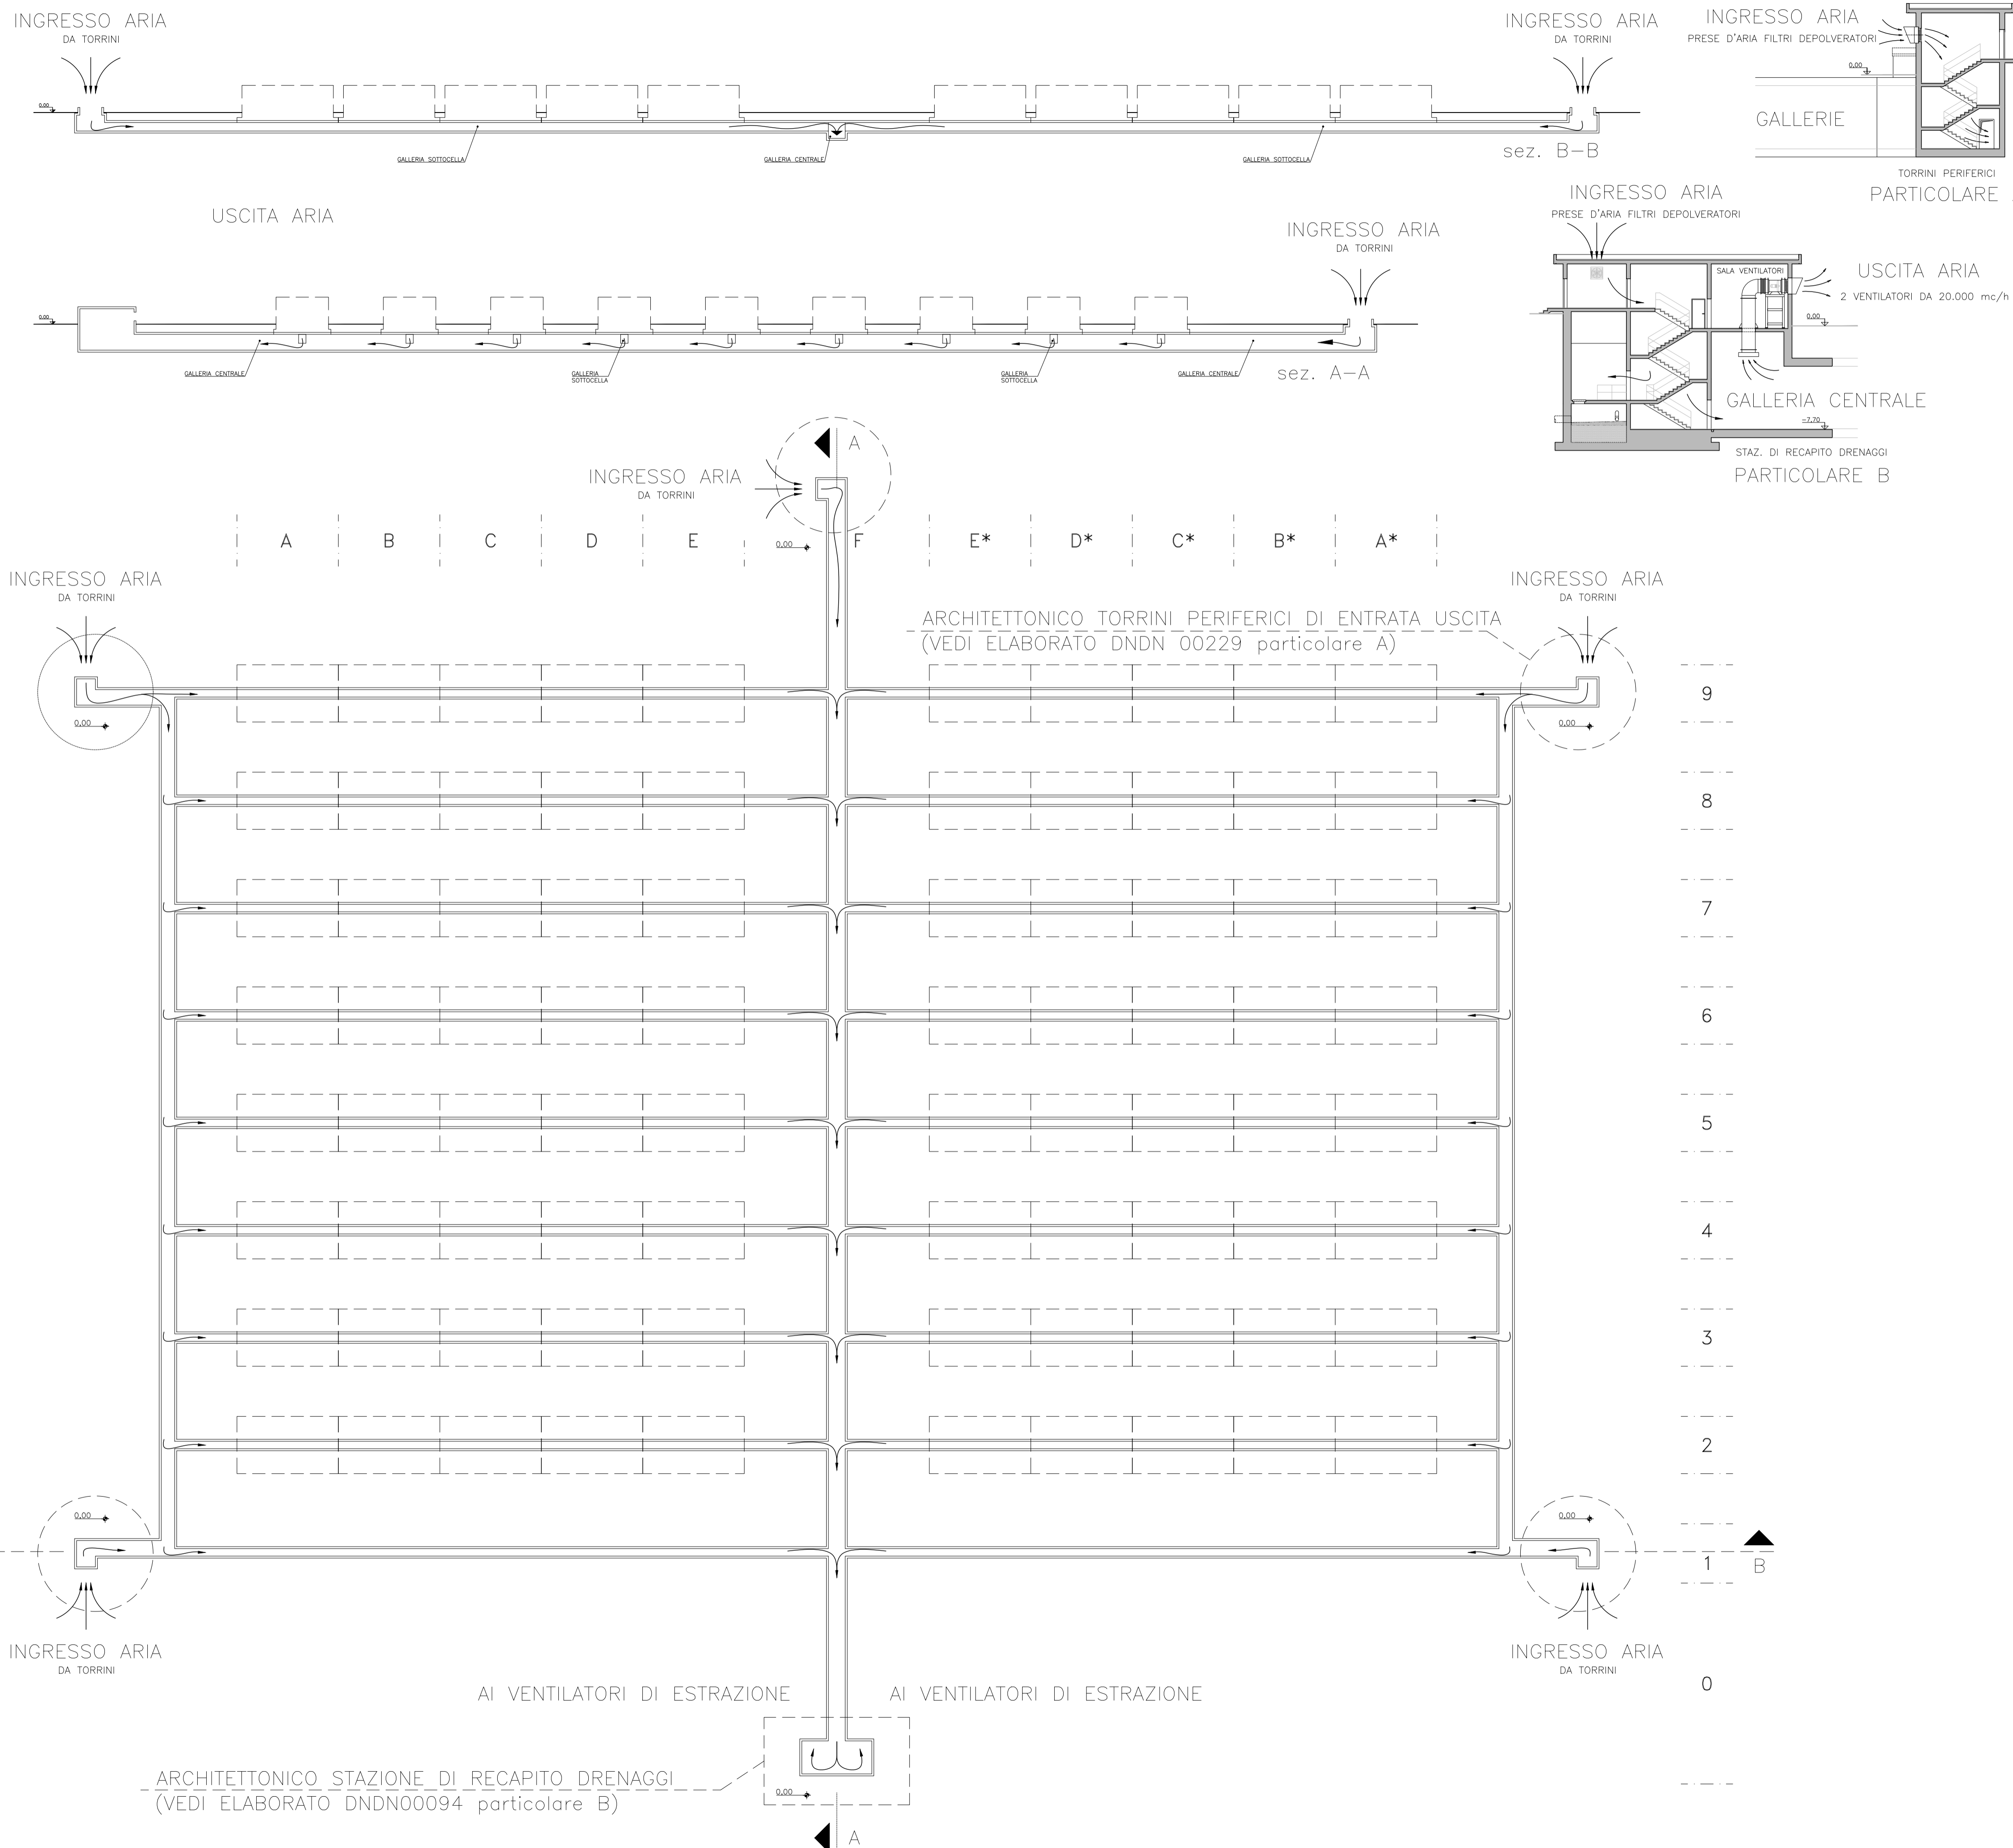 INGRESSO ARIA
DA TORRINI
INGRESSO ARIA
DA TORRINI
0.00
GALLERIA SOTTOCELLA
GALLERIA CENTRALE
GALLERIA SOTTOCELLA
sez. B-B
INGRESSO ARIA
PRESE D'ARIA FILTRI DEPOLVERATORI
0.00
GALLERIE
TORRINI PERIFERICI
PARTICOLARE
USCITA ARIA
INGRESSO ARIA
DA TORRINI
0.00
GALLERIA CENTRALE
GALLERIA
SOTTOCELLA
GALLERIA
SOTTOCELLA
GALLERIA CENTRALE
sez. A-A
INGRESSO ARIA
PRESE D'ARIA FILTRI DEPOLVERATORI
SALA VENTILATORI
USCITA ARIA
2 VENTILATORI DA 20.000 mc/h
0.00
GALLERIA CENTRALE
-7.70
STAZ. DI RECAPITO DRENAGGI
PARTICOLARE B
A
INGRESSO ARIA
DA TORRINI
A B C D E F E* D* C* B* A*
0.00
INGRESSO ARIA
DA TORRINI
INGRESSO ARIA
DA TORRINI
ARCHITETTONICO TORRINI PERIFERICI DI ENTRATA USCITA
(VEDI ELABORATO DNDN 00229 particolare A)
0.00
0.00
9
8
7
6
5
4
3
2
0.00
0.00
1
B
INGRESSO ARIA
DA TORRINI
INGRESSO ARIA
DA TORRINI
0
AI VENTILATORI DI ESTRAZIONE
AI VENTILATORI DI ESTRAZIONE
ARCHITETTONICO STAZIONE DI RECAPITO DRENAGGI
(VEDI ELABORATO DNDN00094 particolare B)
0.00
A